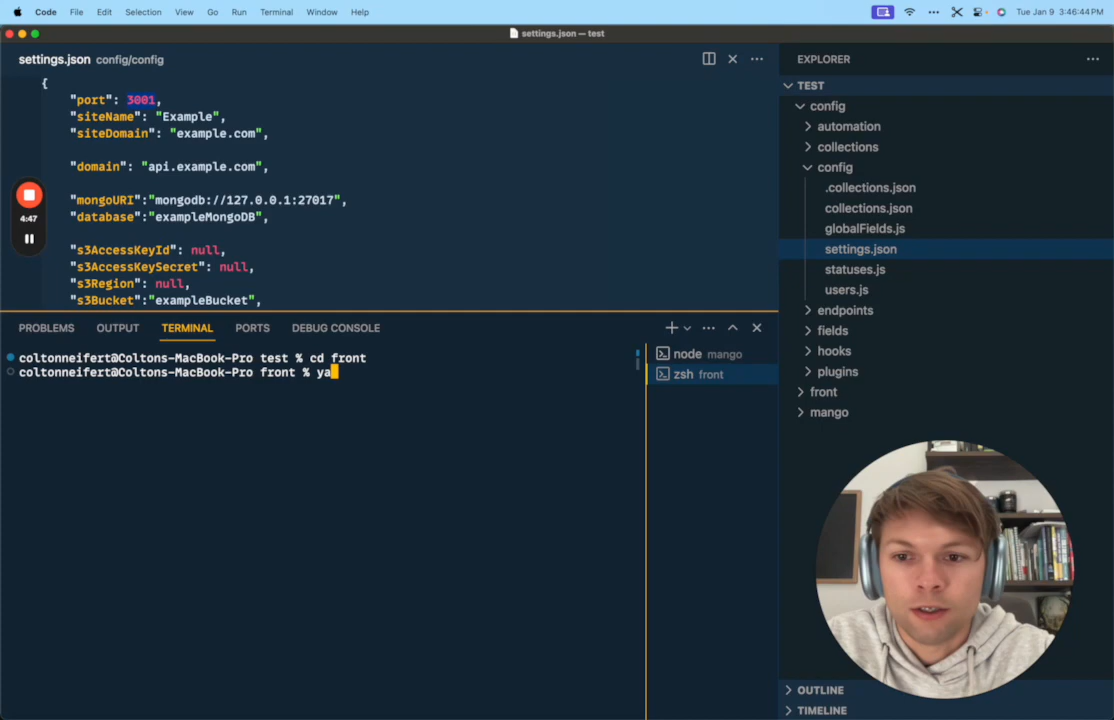 Code File Edit Selection View Go Run Terminal Window Help Tue Jan 9 3:46:44 PM
settings.json — test
settings.json config/config
{
"port": 3001,
"siteName": "Example",
"siteDomain": "example.com",
"domain": "api.example.com",
"mongoURI":"mongodb://127.0.0.1:27017",
"database":"exampleMongoDB",
"s3AccessKeyId": null,
"s3AccessKeySecret": null,
"s3Region": null,
"s3Bucket":"exampleBucket",
4:47
PROBLEMS OUTPUT TERMINAL PORTS DEBUG CONSOLE
coltonneifert@Coltons-MacBook-Pro test % cd front
coltonneifert@Coltons-MacBook-Pro front % ya
node mango
zsh front
EXPLORER
TEST
config
automation
collections
config
.collections.json
collections.json
globalFields.js
settings.json
statuses.js
users.js
endpoints
fields
hooks
plugins
front
mango
OUTLINE
TIMELINE